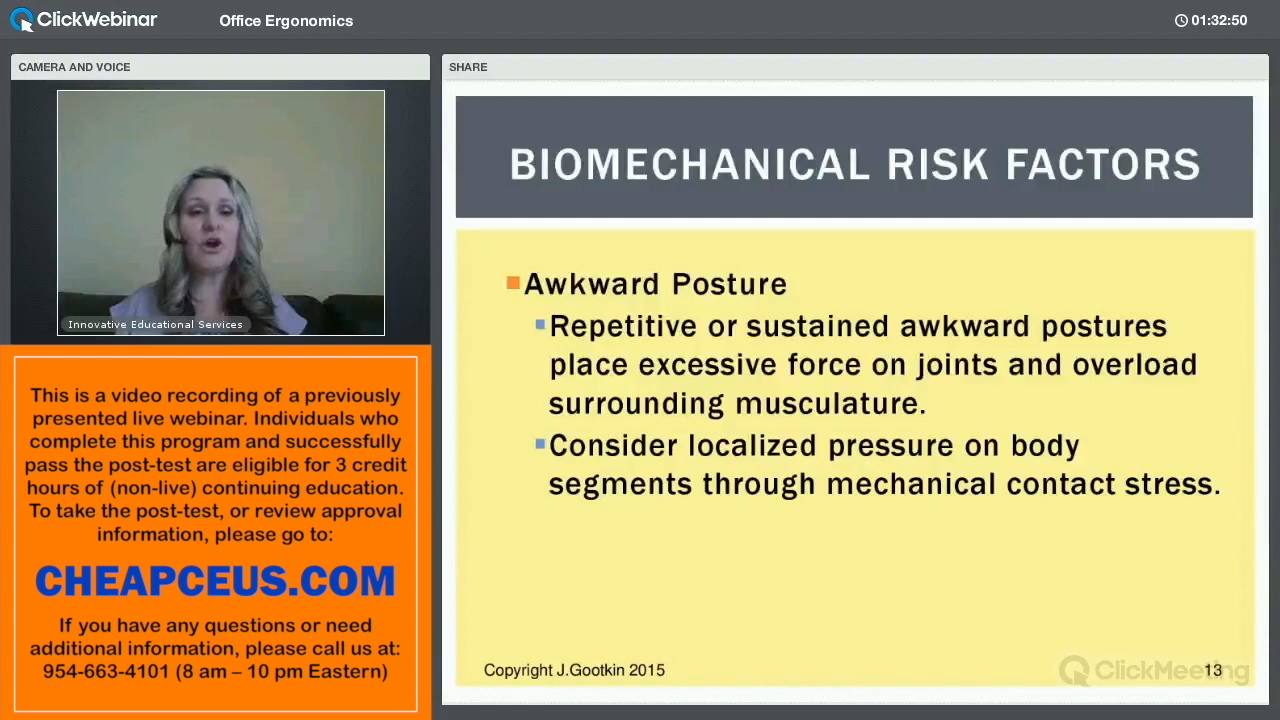 ClickWebinar
Office Ergonomics
01:32:50
CAMERA AND VOICE
Innovative Educational Services
This is a video recording of a previously
presented live webinar. Individuals who
complete this program and successfully
pass the post-test are eligible for 3 credit
hours of (non-live) continuing education.
To take the post-test, or review approval
information, please go to:
CHEAPCEUS.COM
If you have any questions or need
additional information, please call us at:
954-663-4101 (8 am – 10 pm Eastern)
SHARE
BIOMECHANICAL RISK FACTORS
Awkward Posture
Repetitive or sustained awkward postures
place excessive force on joints and overload
surrounding musculature.
Consider localized pressure on body
segments through mechanical contact stress.
Copyright J.Gootkin 2015
ClickMeeting
13